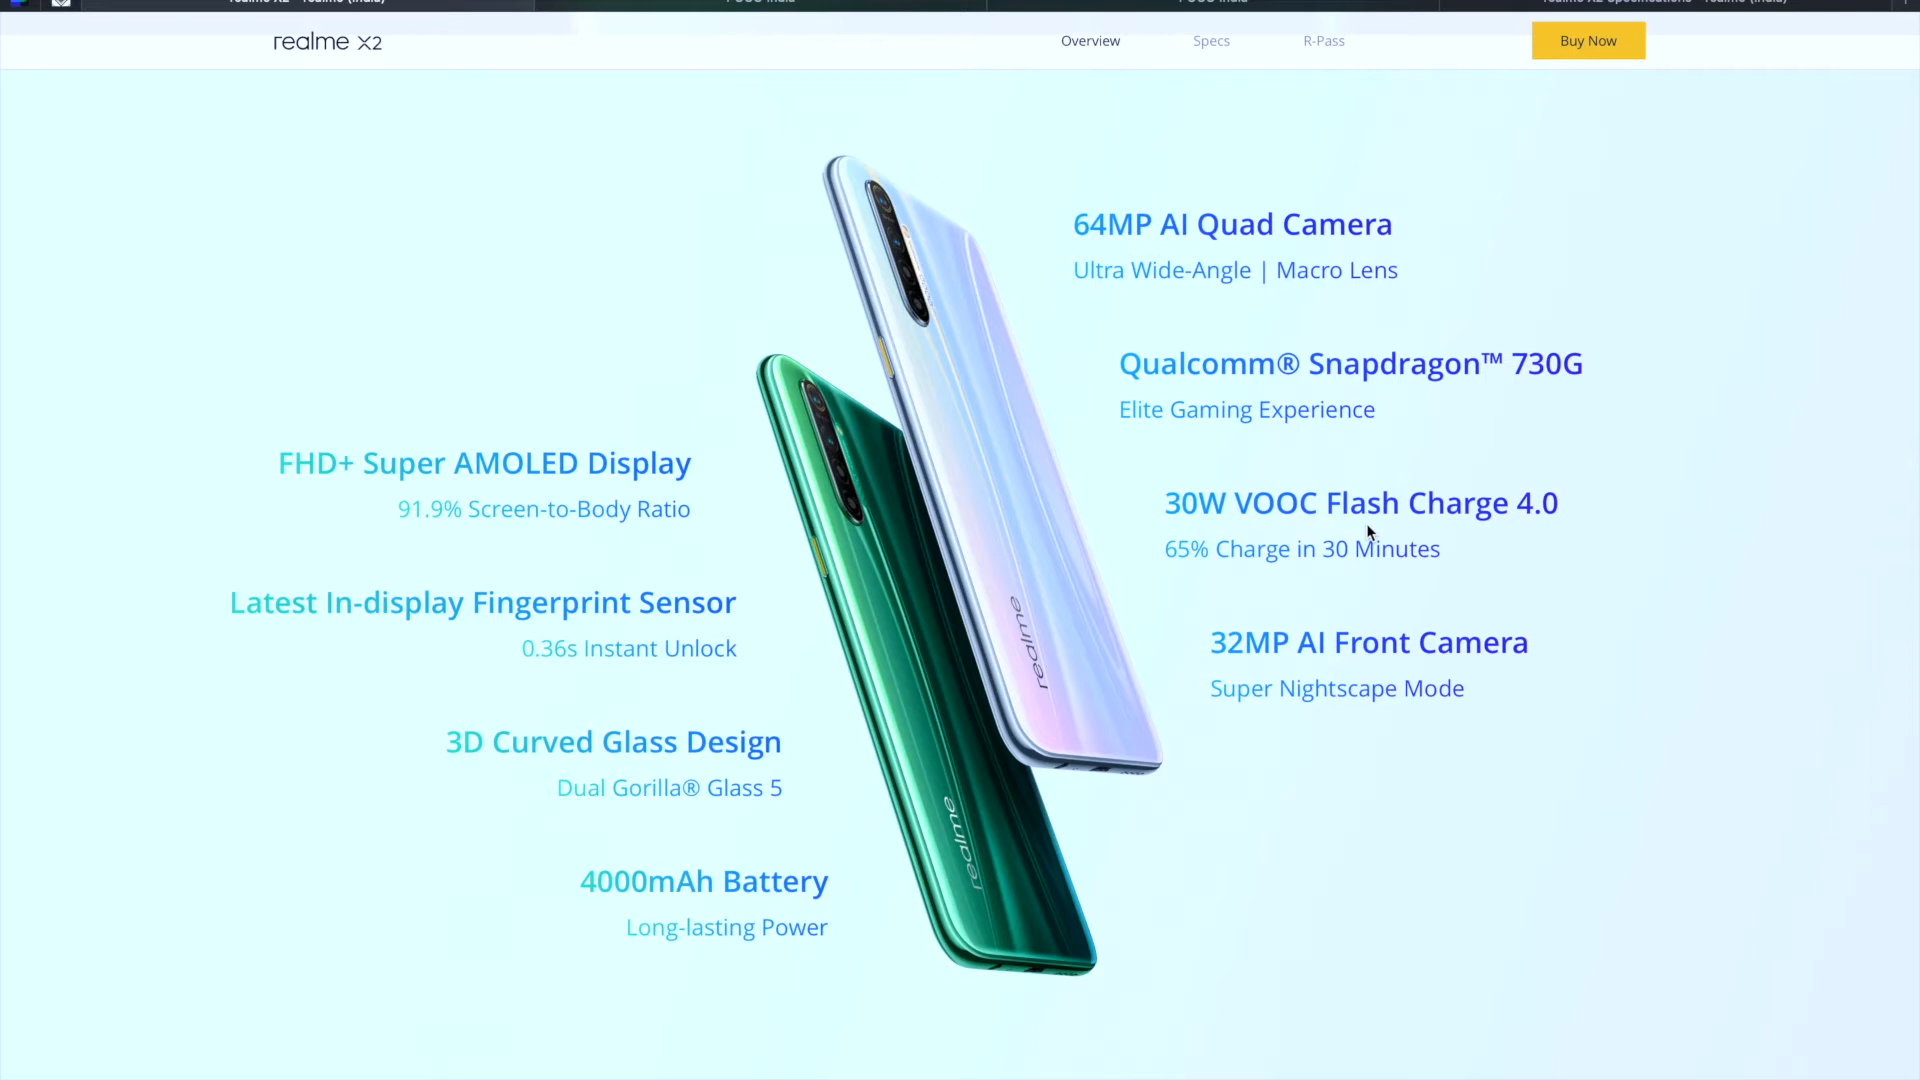 realme X2
Overview
Specs
R-Pass
Buy Now
64MP AI Quad Camera
Ultra Wide-Angle | Macro Lens
Qualcomm® Snapdragon™ 730G
Elite Gaming Experience
FHD+ Super AMOLED Display
91.9% Screen-to-Body Ratio
30W VOOC Flash Charge 4.0
65% Charge in 30 Minutes
Latest In-display Fingerprint Sensor
0.36s Instant Unlock
32MP AI Front Camera
Super Nightscape Mode
3D Curved Glass Design
Dual Gorilla® Glass 5
4000mAh Battery
Long-lasting Power
realme
realme